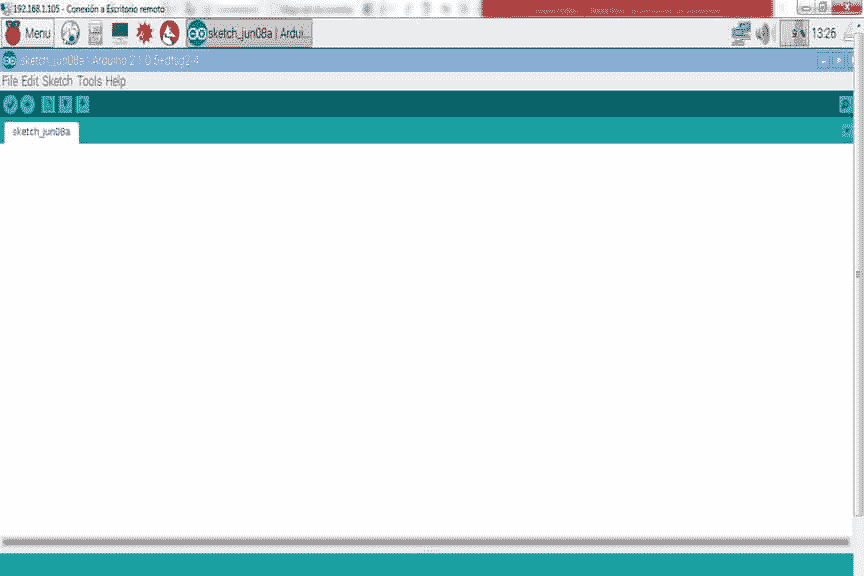 192.168.1.105 - Conexión a Escritorio remoto
Menu
sketch_jun08a | Ardui...
13:26
sketch_jun08a | Arduino 2:1.0.5+dfsg2-4
File Edit Sketch Tools Help
sketch_jun08a